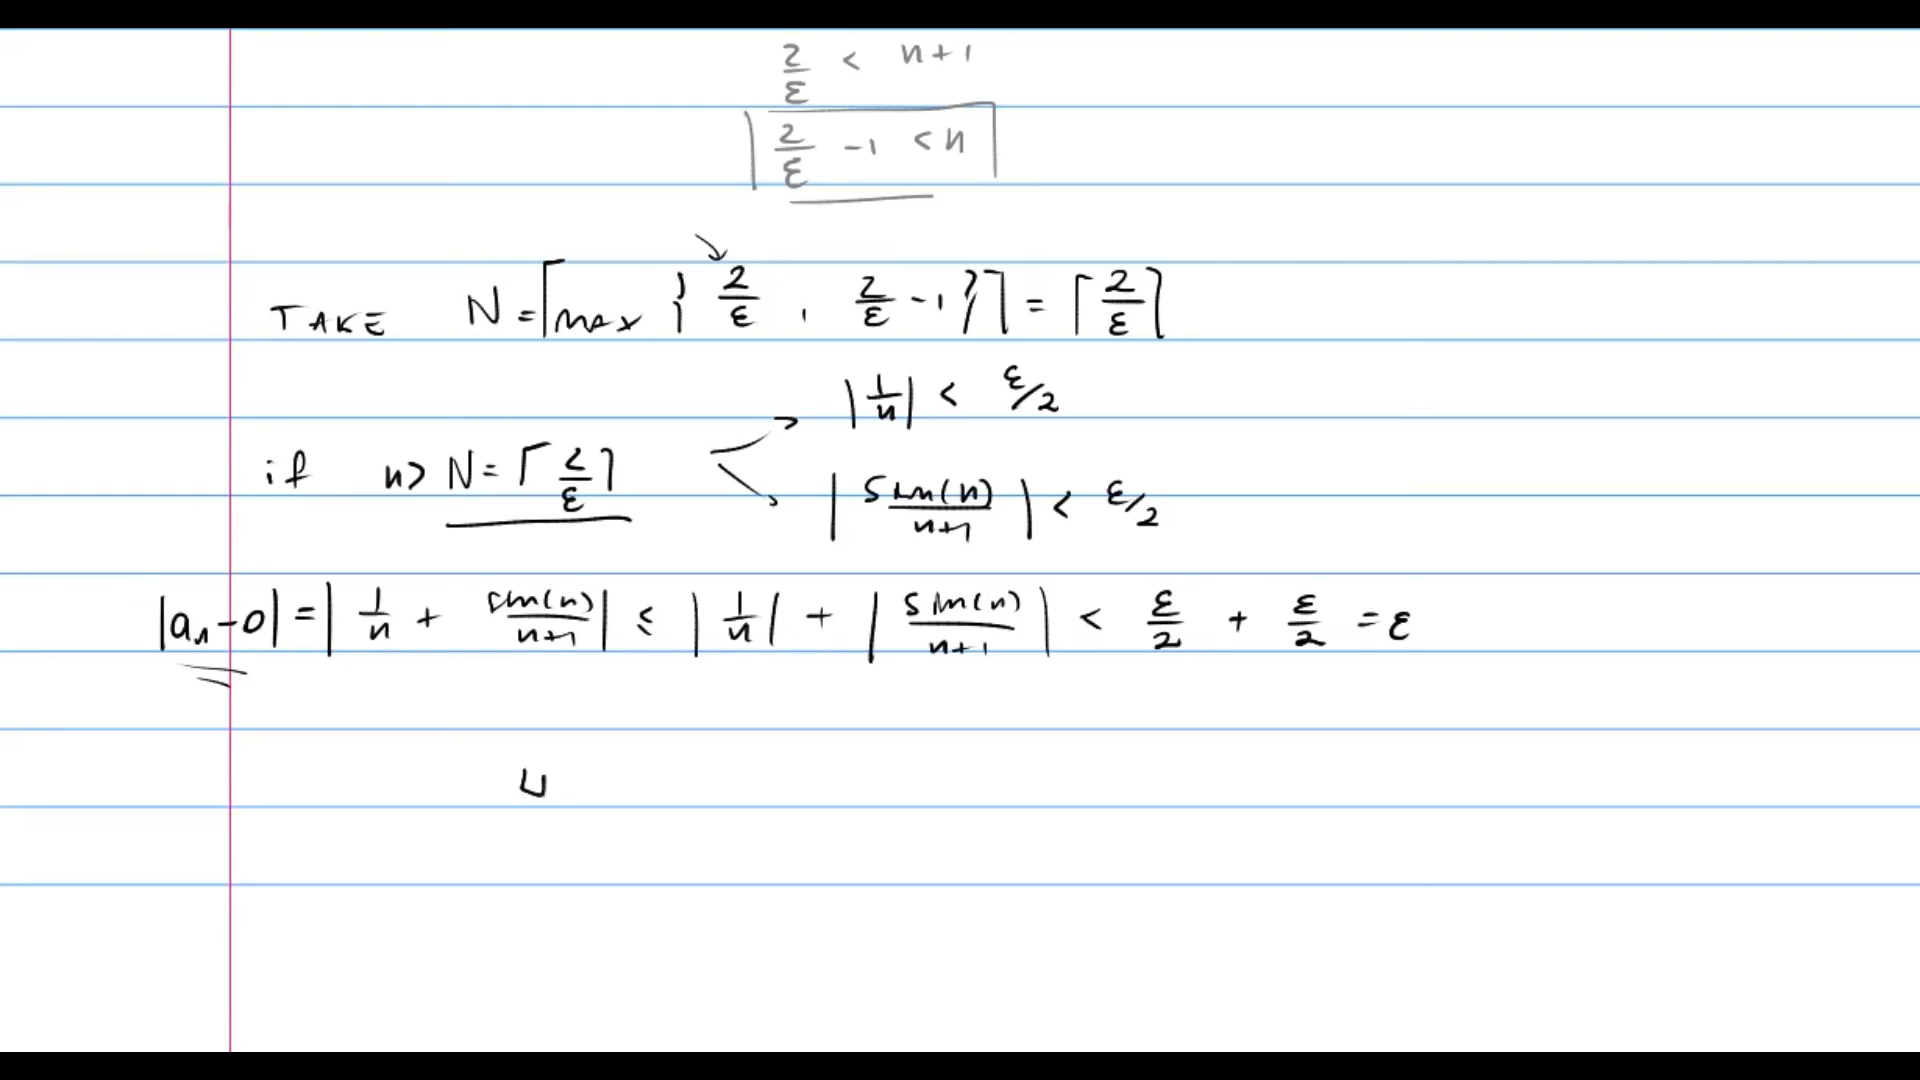 2/ε < n+1
2/ε -1 < n
TAKE N = ⌈max { 2/ε , 2/ε -1 }⌉ = ⌈2/ε⌉
|1/n| < ε/2
if n> N = ⌈2/ε⌉
|sin(n)/n+1| < ε/2
|aₙ-0| = |1/n + sin(n)/n+1| ≤ |1/n| + |sin(n)/n+1| < ε/2 + ε/2 = ε